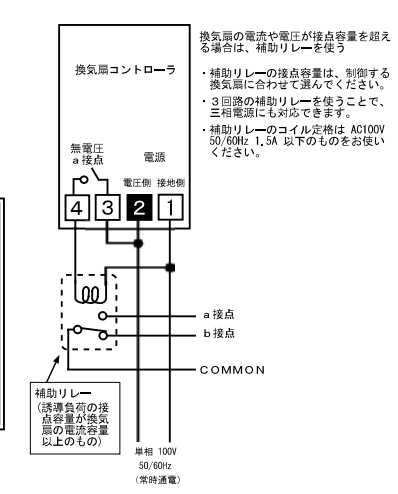 換気扇の電流や電圧が接点容量を超え
る場合は、補助リレーを使う
・補助リレーの接点容量は、制御する
換気扇に合わせて選んでください。
・３回路の補助リレーを使うことで、
三相電源にも対応できます。
・補助リレーのコイル定格は AC100V
50/60Hz 1.5A 以下のものをお使い
ください。
換気扇コントローラ
無電圧
a 接点
電源
電圧側 接地側
4 3 2 1
a 接点
b 接点
COMMON
補助リレー
(誘導負荷の接
点容量が換気
扇の電流容量
以上のもの)
単相 100V
50/60Hz
(常時通電)